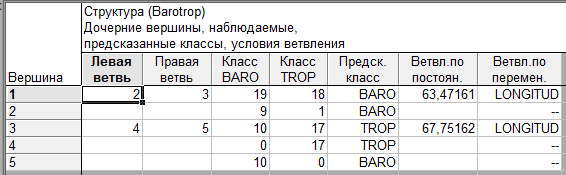 Структура (Barotrop)
Дочерние вершины, наблюдаемые,
предсказанные классы, условия ветвления
Вершина Левая ветвь Правая ветвь Класс BARO Класс TROP Предск. класс Ветвл.по постоян. Ветвл.по перемен.
1 2 3 19 18 BARO 63,47161 LONGITUD
2 9 1 BARO --
3 4 5 10 17 TROP 67,75162 LONGITUD
4 0 17 TROP --
5 10 0 BARO --